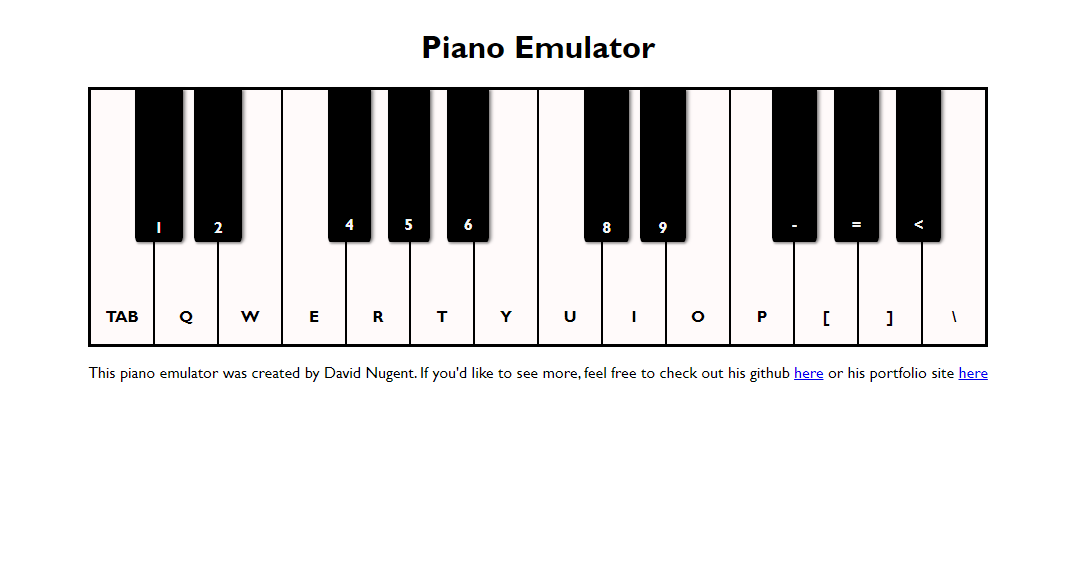 Piano Emulator
1 2 4 5 6 8 9 - = <
TAB Q W E R T Y U I O P [ ] \
This piano emulator was created by David Nugent. If you'd like to see more, feel free to check out his github here or his portfolio site here